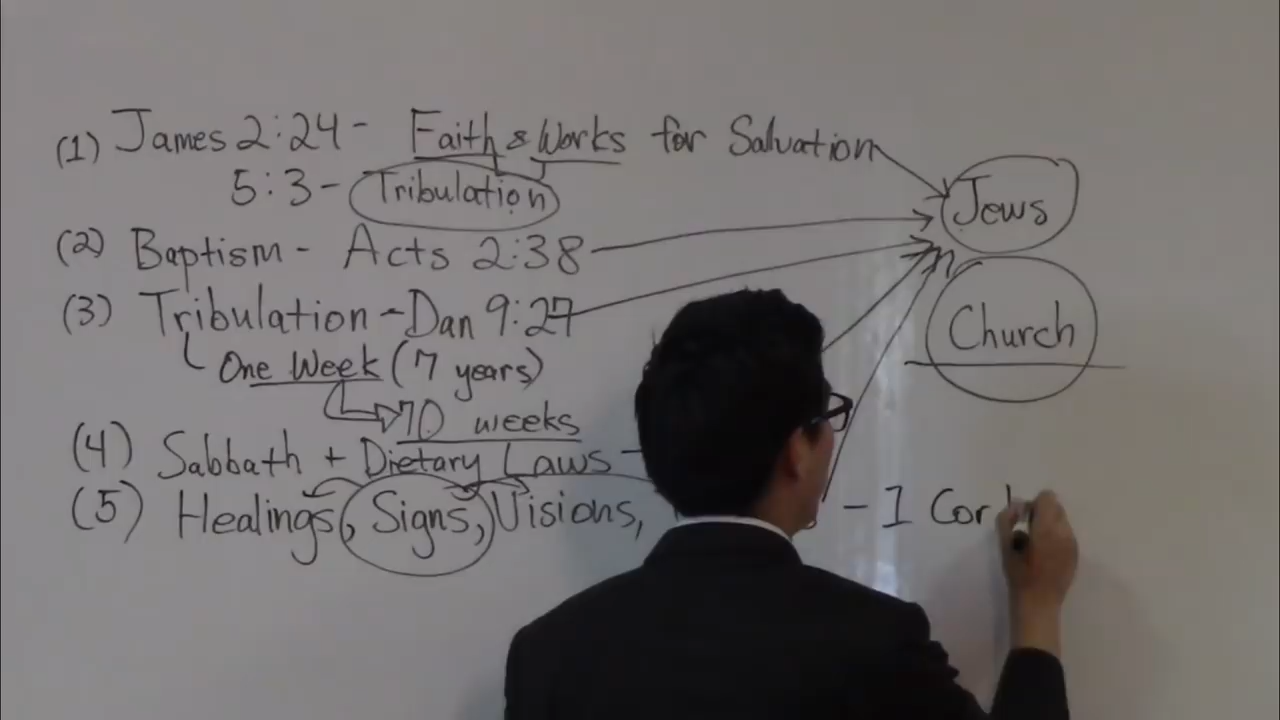 (1) James 2:24 - Faith & Works for Salvation
5:3 - Tribulation
Jews
(2) Baptism - Acts 2:38
(3) Tribulation - Dan 9:27
Church
One Week (7 years)
70 weeks
(4) Sabbath + Dietary Laws -
(5) Healings, Signs, Visions, - I Cor